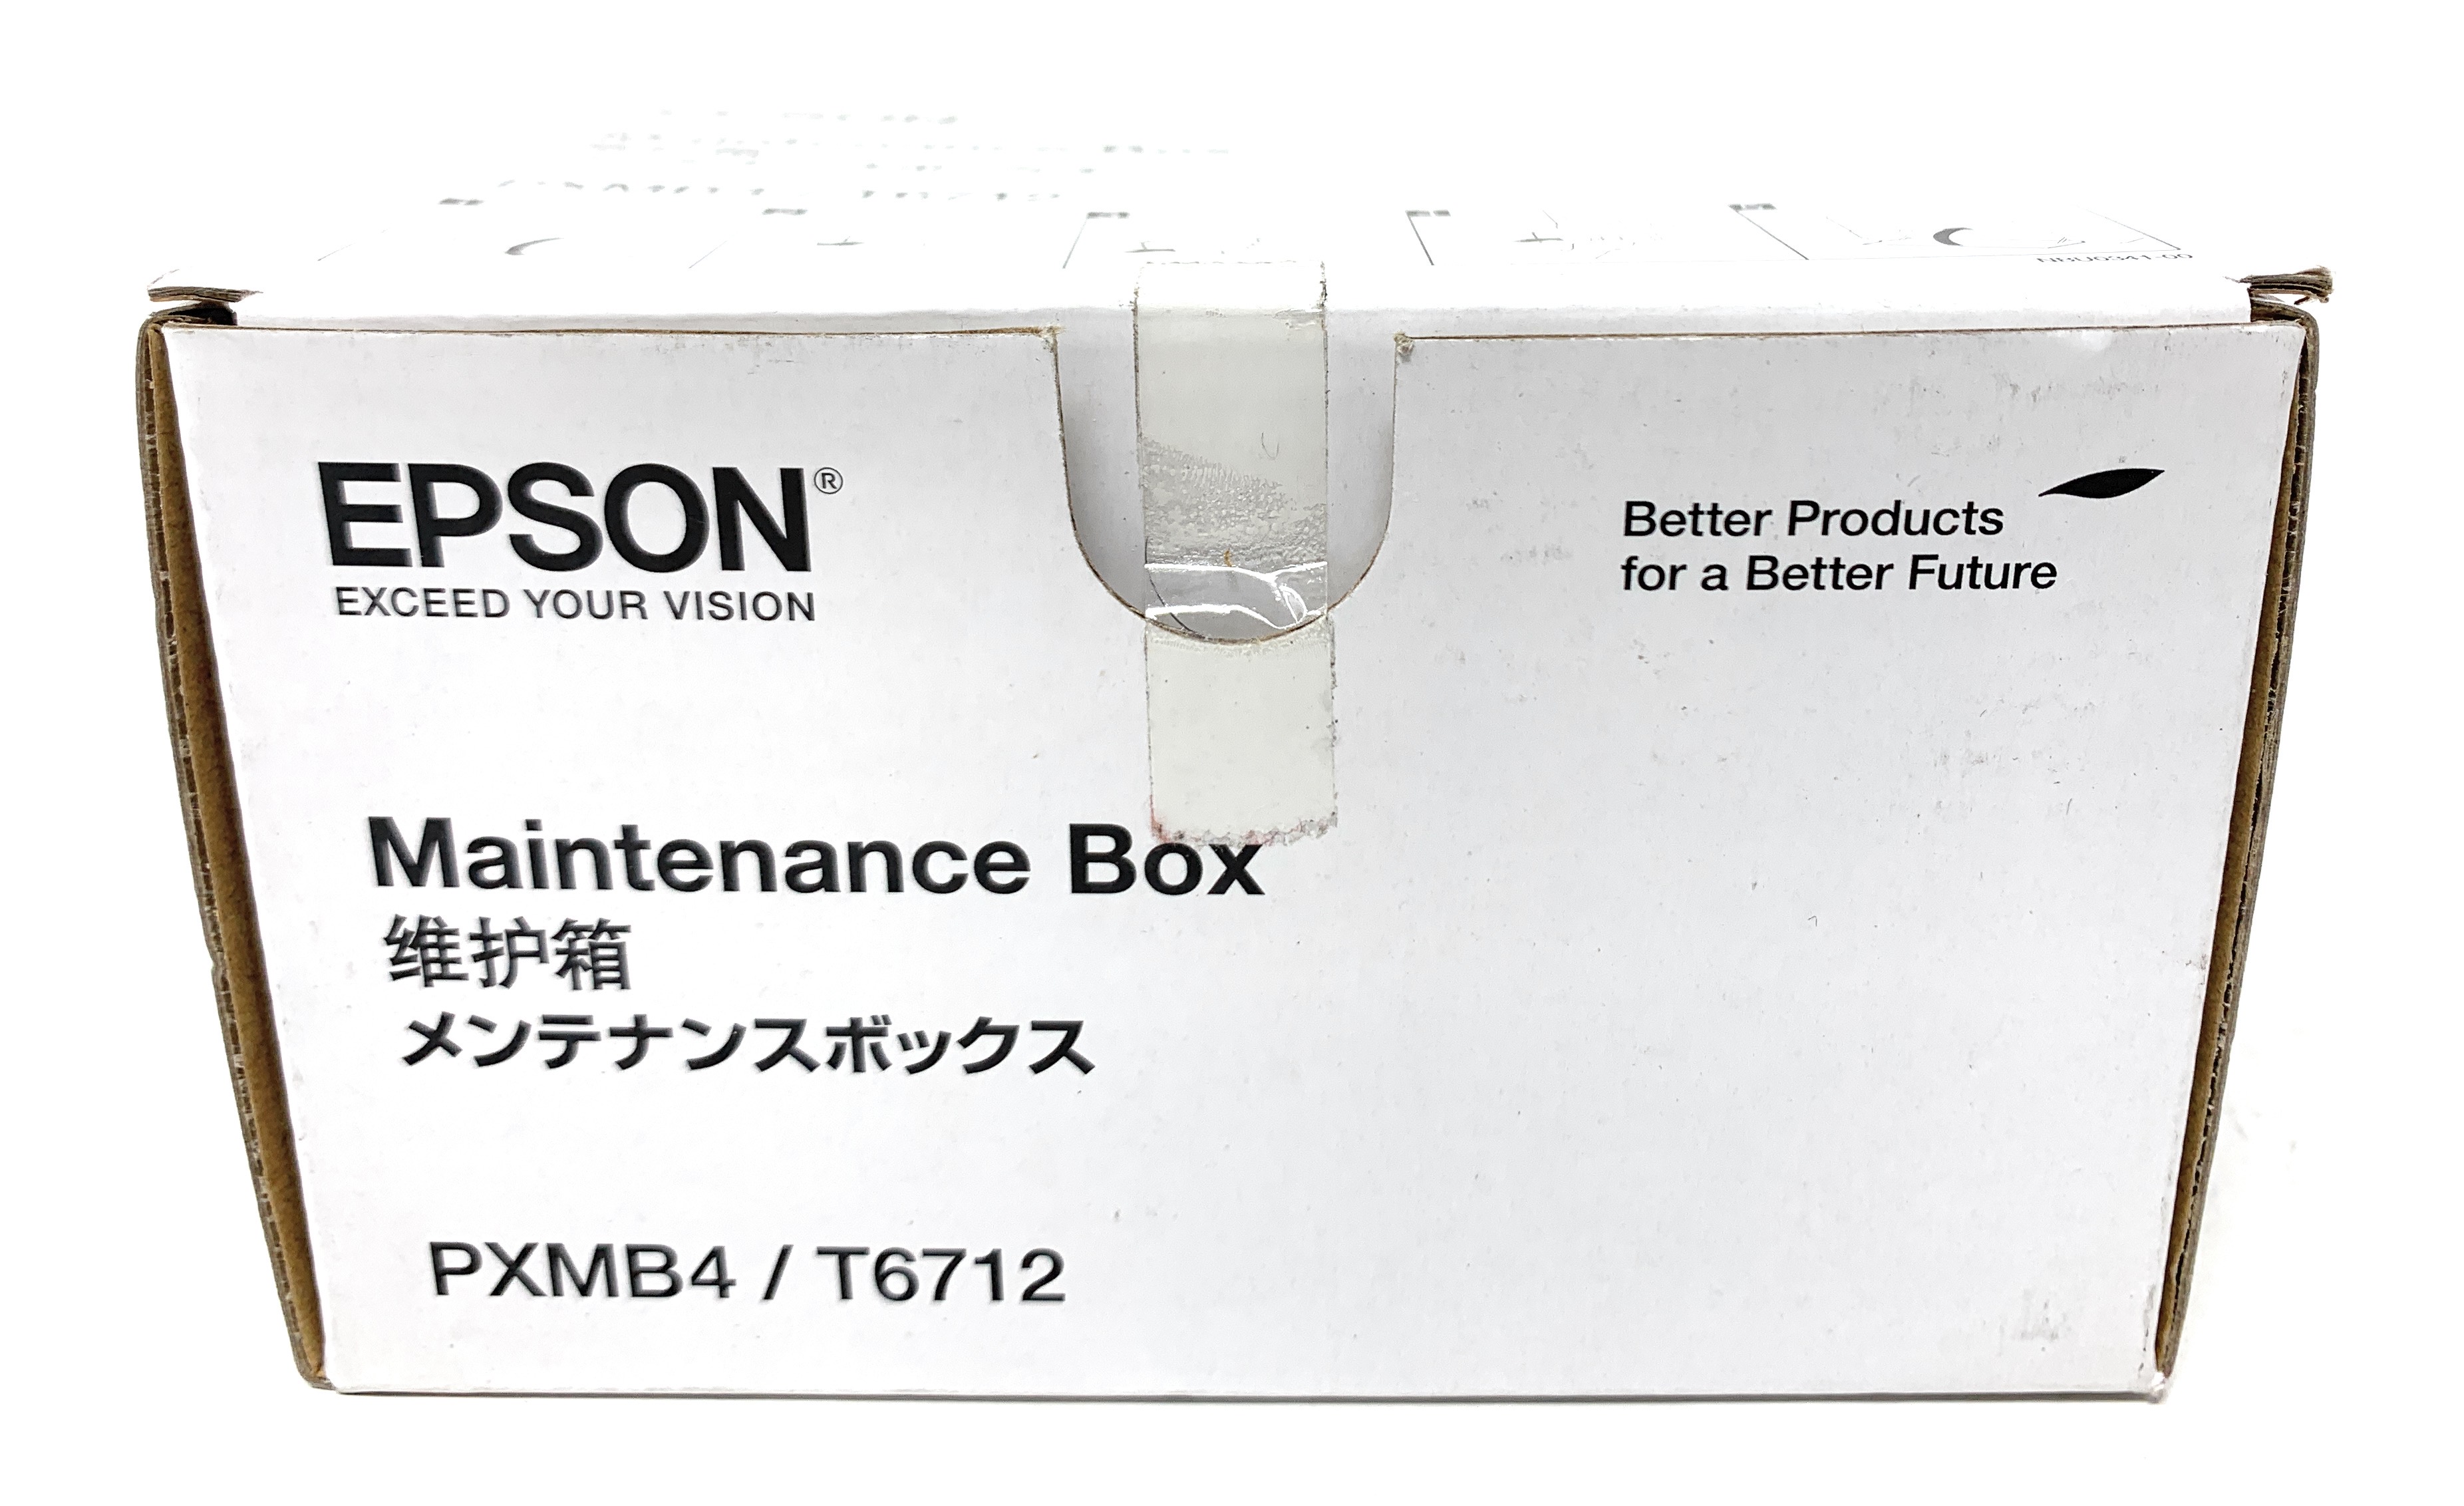 EPSON®
EXCEED YOUR VISION
Better Products
for a Better Future
Maintenance Box
维护箱
メンテナンスボックス
PXMB4 / T6712